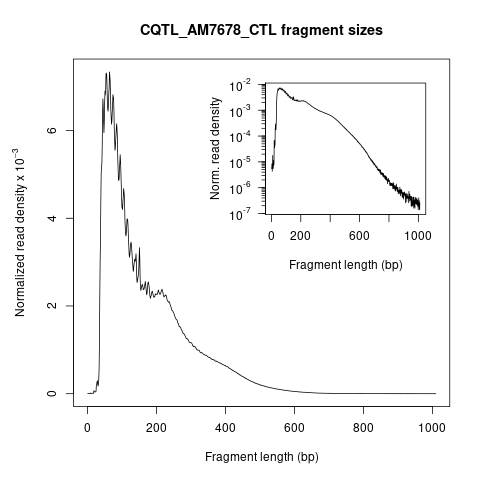 CQTL_AM7678_CTL fragment sizes
Normalized read density x 10⁻³
6
4
2
0
0 200 400 600 800 1000
Fragment length (bp)
Norm. read density
10⁻²
10⁻³
10⁻⁴
10⁻⁵
10⁻⁶
10⁻⁷
0 200 600 1000
Fragment length (bp)